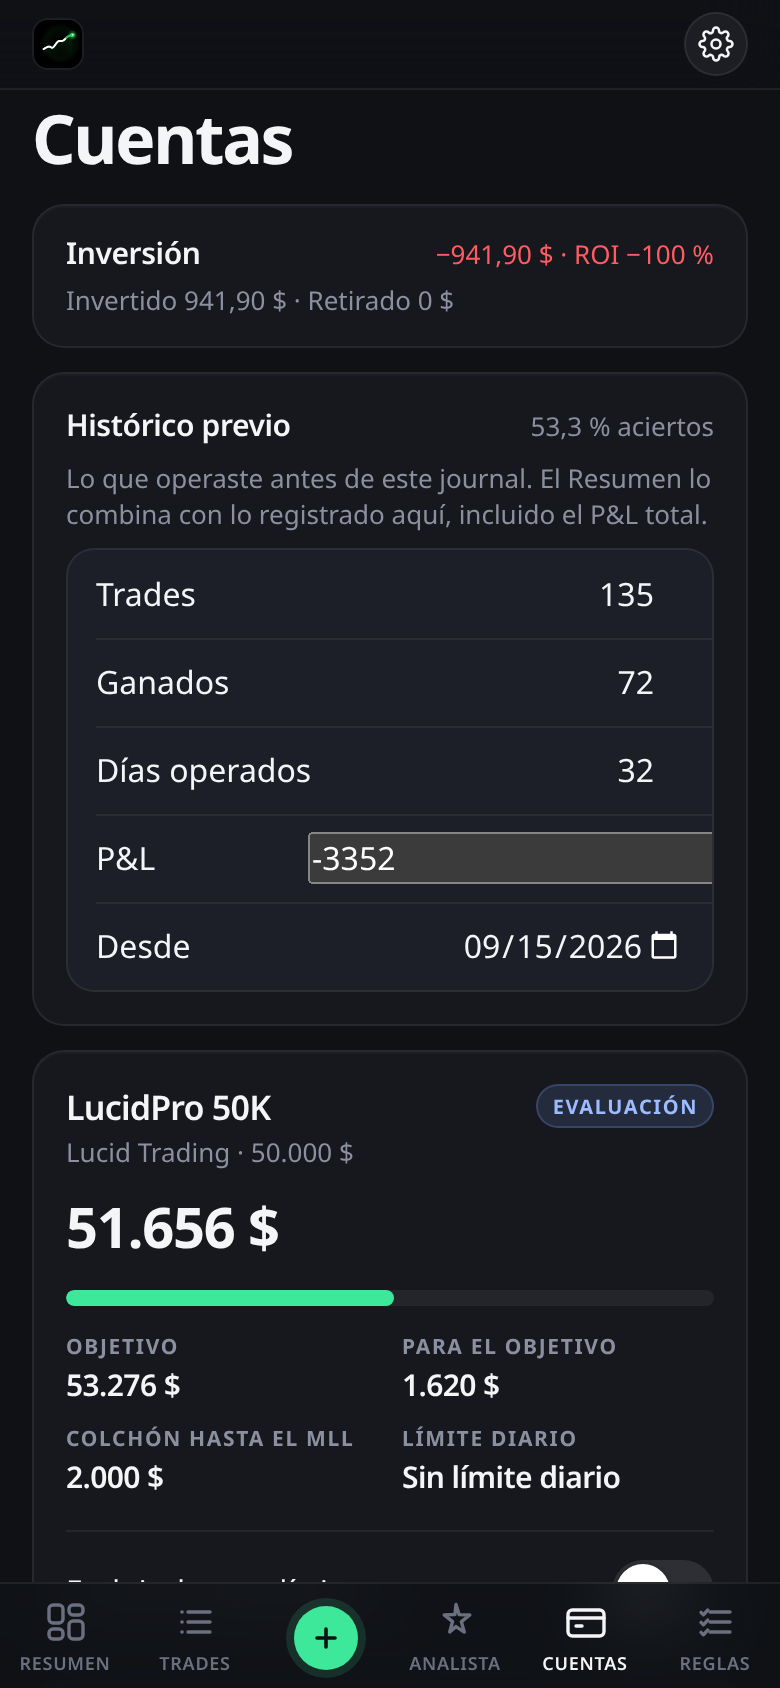 Cuentas
Inversión
−941,90 $ · ROI −100 %
Invertido 941,90 $ · Retirado 0 $
Histórico previo
53,3 % aciertos
Lo que operaste antes de este journal. El Resumen lo
combina con lo registrado aquí, incluido el P&L total.
Trades
135
Ganados
72
Días operados
32
P&L
-3352
Desde
09/15/2026
LucidPro 50K
EVALUACIÓN
Lucid Trading · 50.000 $
51.656 $
OBJETIVO
PARA EL OBJETIVO
53.276 $
1.620 $
COLCHÓN HASTA EL MLL
LÍMITE DIARIO
2.000 $
Sin límite diario
RESUMEN
TRADES
ANALISTA
CUENTAS
REGLAS